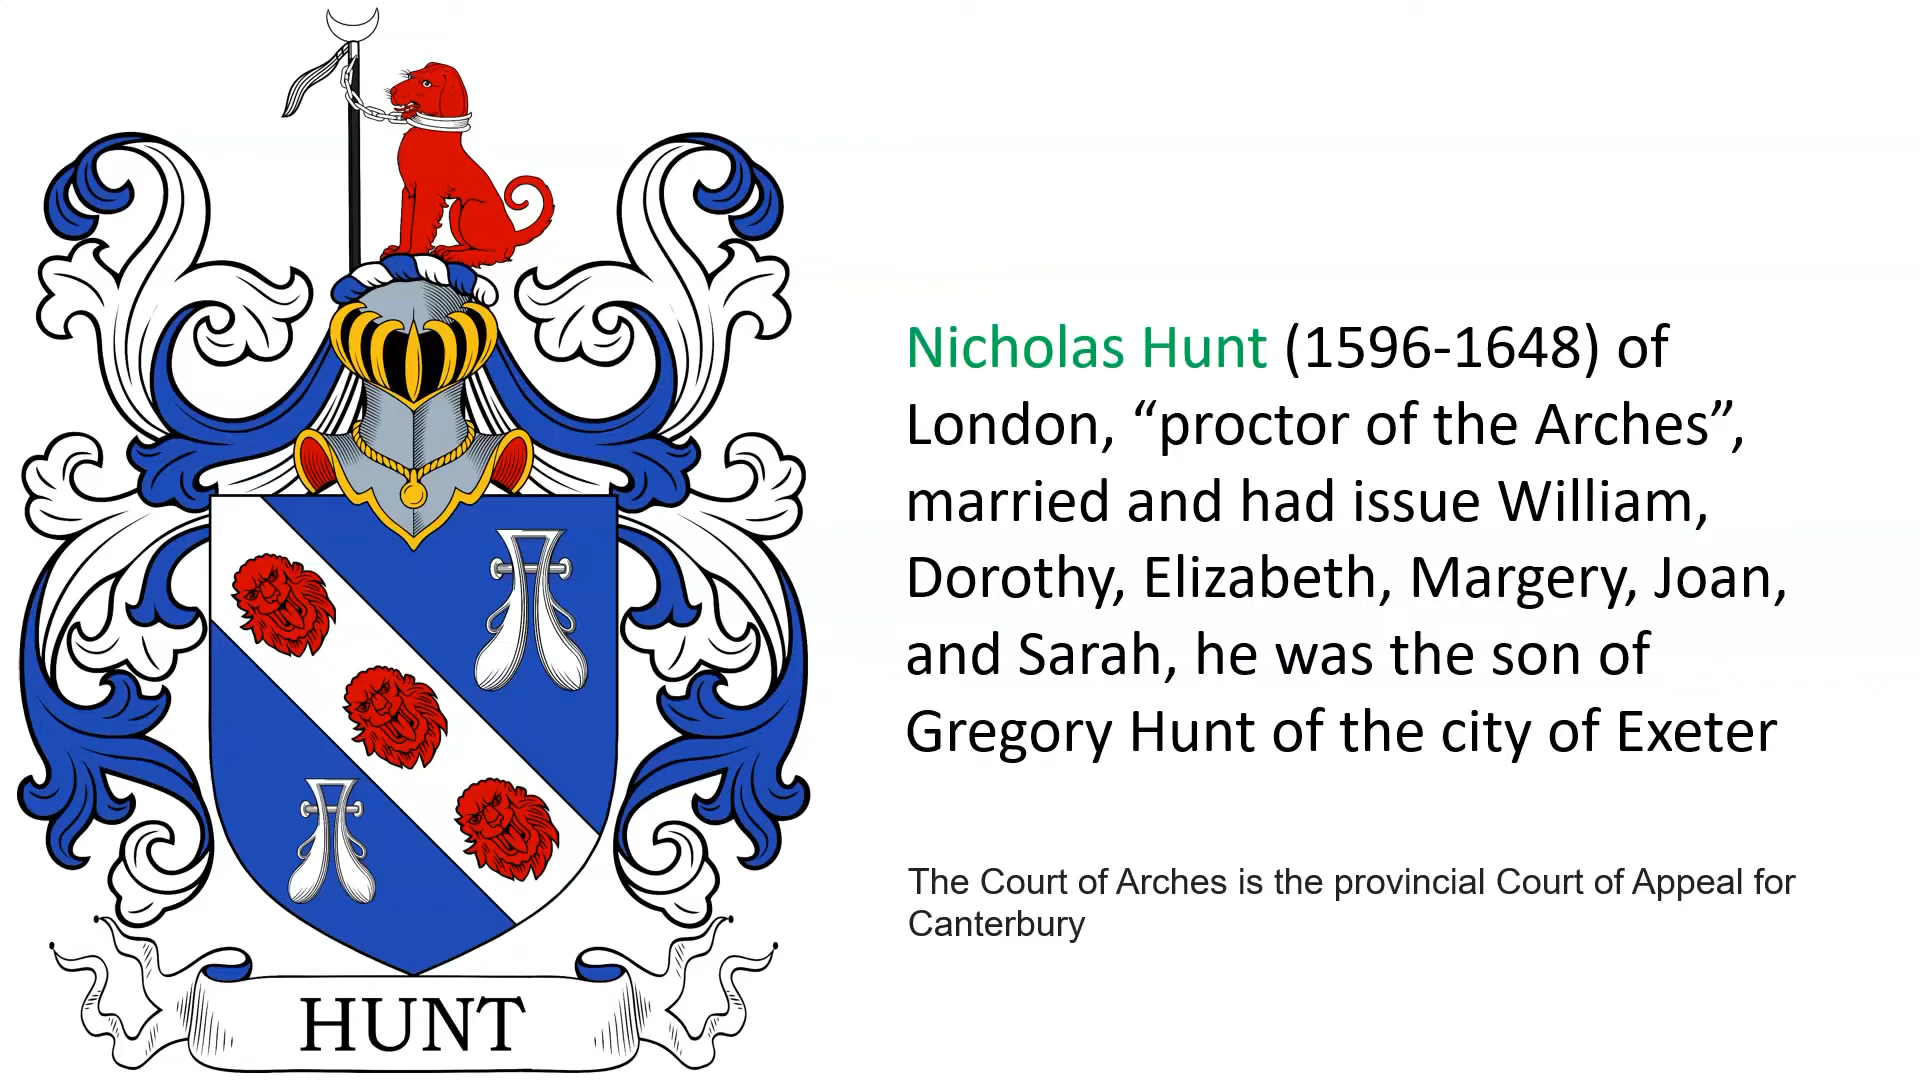 Nicholas Hunt (1596-1648) of
London, “proctor of the Arches”,
married and had issue William,
Dorothy, Elizabeth, Margery, Joan,
and Sarah, he was the son of
Gregory Hunt of the city of Exeter
The Court of Arches is the provincial Court of Appeal for
Canterbury
HUNT